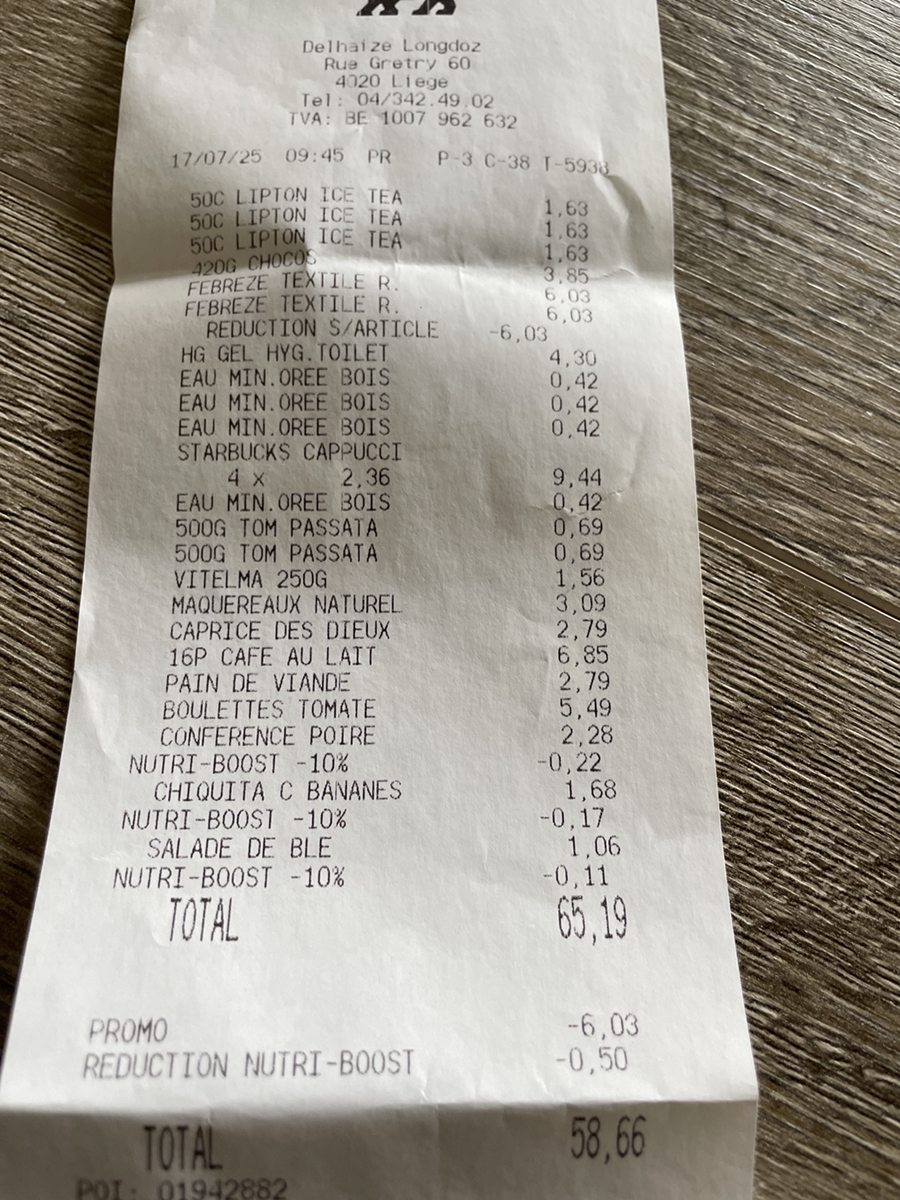 Delhaize Longdoz
Rue Gretry 60
4020 Liege
Tel: 04/342.49.02
TVA: BE 1007 962 632
17/07/25 09:45 PR P-3 C-38 T-5938
50C LIPTON ICE TEA 1,63
50C LIPTON ICE TEA 1,63
50C LIPTON ICE TEA 1,63
420G CHOCOS 3,85
FEBREZE TEXTILE R. 6,03
FEBREZE TEXTILE R. 6,03
REDUCTION S/ARTICLE -6,03
HG GEL HYG.TOILET 4,30
EAU MIN.OREE BOIS 0,42
EAU MIN.OREE BOIS 0,42
EAU MIN.OREE BOIS 0,42
STARBUCKS CAPPUCCI
4 x 2,36 9,44
EAU MIN.OREE BOIS 0,42
500G TOM PASSATA 0,69
500G TOM PASSATA 0,69
VITELMA 250G 1,56
MAQUEREAUX NATUREL 3,09
CAPRICE DES DIEUX 2,79
16P CAFE AU LAIT 6,85
PAIN DE VIANDE 2,79
BOULETTES TOMATE 5,49
CONFERENCE POIRE 2,28
NUTRI-BOOST -10% -0,22
CHIQUITA C BANANES 1,68
NUTRI-BOOST -10% -0,17
SALADE DE BLE 1,06
NUTRI-BOOST -10% -0,11
TOTAL 65,19
PROMO -6,03
REDUCTION NUTRI-BOOST -0,50
TOTAL 58,66
POI: 01942882